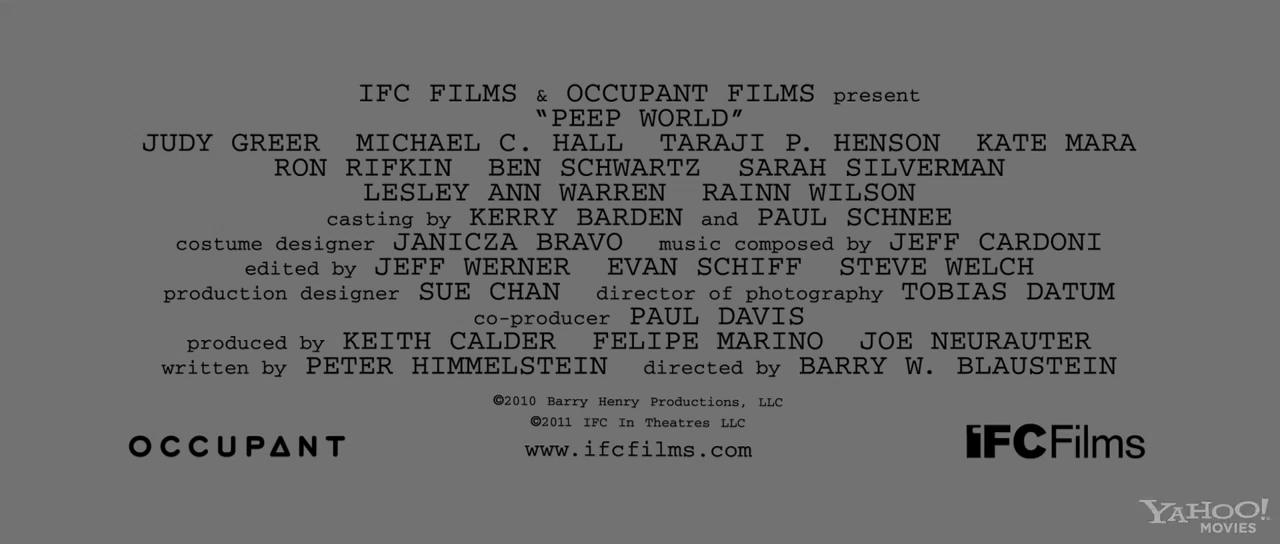 IFC FILMS & OCCUPANT FILMS present
“PEEP WORLD”
JUDY GREER MICHAEL C. HALL TARAJI P. HENSON KATE MARA
RON RIFKIN BEN SCHWARTZ SARAH SILVERMAN
LESLEY ANN WARREN RAINN WILSON
casting by KERRY BARDEN and PAUL SCHNEE
costume designer JANICZA BRAVO music composed by JEFF CARDONI
edited by JEFF WERNER EVAN SCHIFF STEVE WELCH
production designer SUE CHAN director of photography TOBIAS DATUM
co-producer PAUL DAVIS
produced by KEITH CALDER FELIPE MARINO JOE NEURAUTER
written by PETER HIMMELSTEIN directed by BARRY W. BLAUSTEIN
©2010 Barry Henry Productions, LLC
©2011 IFC In Theatres LLC
OCCUPANT www.ifcfilms.com IFC Films
YAHOO!
MOVIES